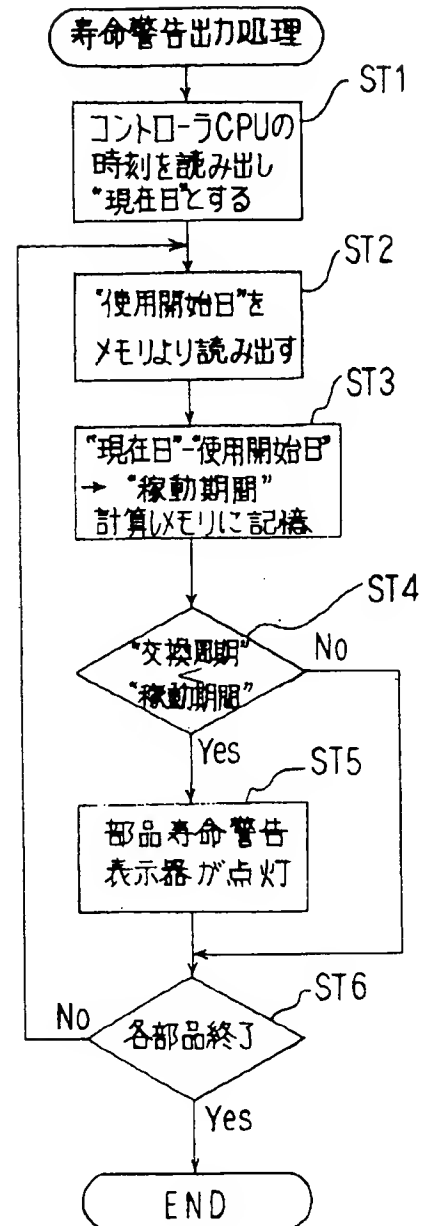 寿命警告出力処理
ST1
コントローラCPUの
時刻を読み出し
"現在日"とする
ST2
"使用開始日"を
メモリより読み出す
ST3
"現在日"-"使用開始日"
→ "稼動期間"
計算しメモリに記憶
ST4
"交換周期"
<
"稼動期間"
No
Yes
ST5
部品寿命警告
表示器が点灯
ST6
No
各部品終了
Yes
END